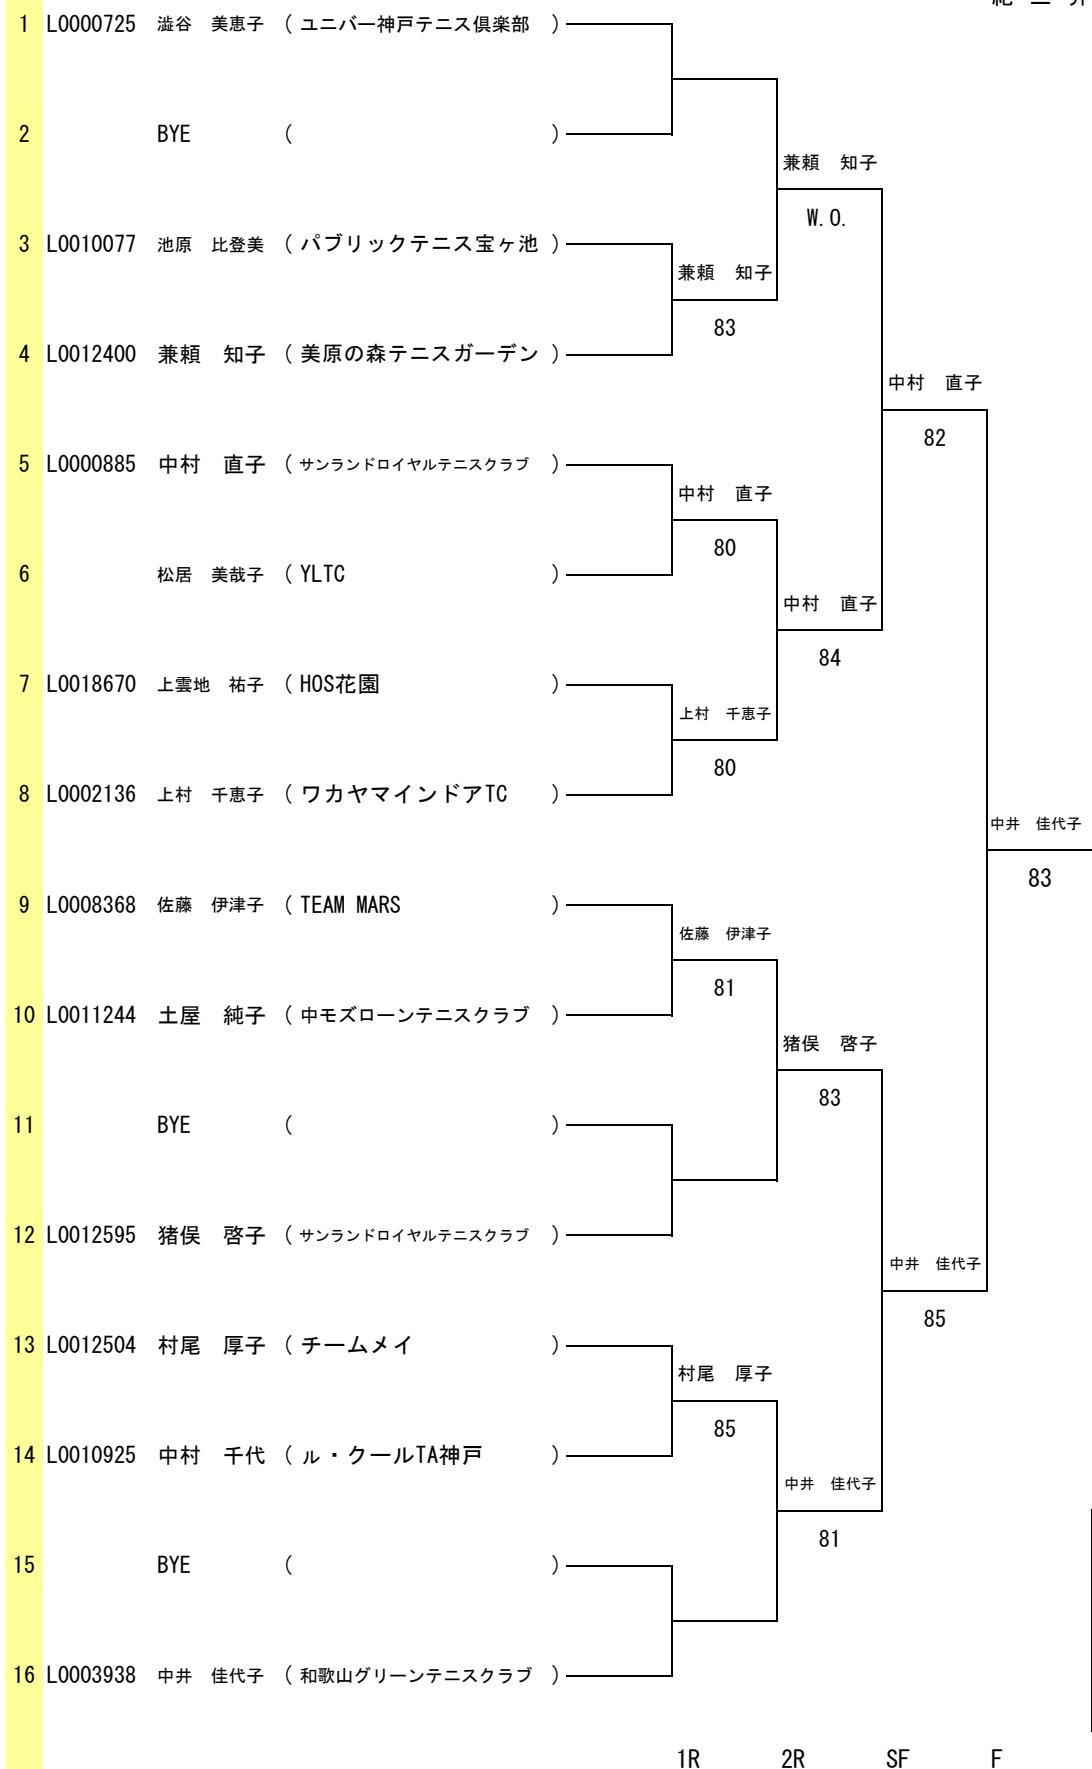 1 L0000725 澁谷 美恵子 ( ユニバー神戸テニス倶楽部 )
2 BYE ( )
兼頼 知子
W.O.
3 L0010077 池原 比登美 ( パブリックテニス宝ヶ池 )
兼頼 知子
83
4 L0012400 兼頼 知子 ( 美原の森テニスガーデン )
中村 直子
82
5 L0000885 中村 直子 ( サンランドロイヤルテニスクラブ )
中村 直子
80
6 松居 美哉子 ( YLTC )
中村 直子
84
7 L0018670 上雲地 祐子 ( HOS花園 )
上村 千恵子
80
8 L0002136 上村 千恵子 ( ワカヤマインドアTC )
中井 佳代子
83
9 L0008368 佐藤 伊津子 ( TEAM MARS )
佐藤 伊津子
81
10 L0011244 土屋 純子 ( 中モズローンテニスクラブ )
猪俣 啓子
83
11 BYE ( )
12 L0012595 猪俣 啓子 ( サンランドロイヤルテニスクラブ )
中井 佳代子
85
13 L0012504 村尾 厚子 ( チームメイ )
村尾 厚子
85
14 L0010925 中村 千代 ( ル・クールTA神戸 )
中井 佳代子
81
15 BYE ( )
16 L0003938 中井 佳代子 ( 和歌山グリーンテニスクラブ )
1R 2R SF F